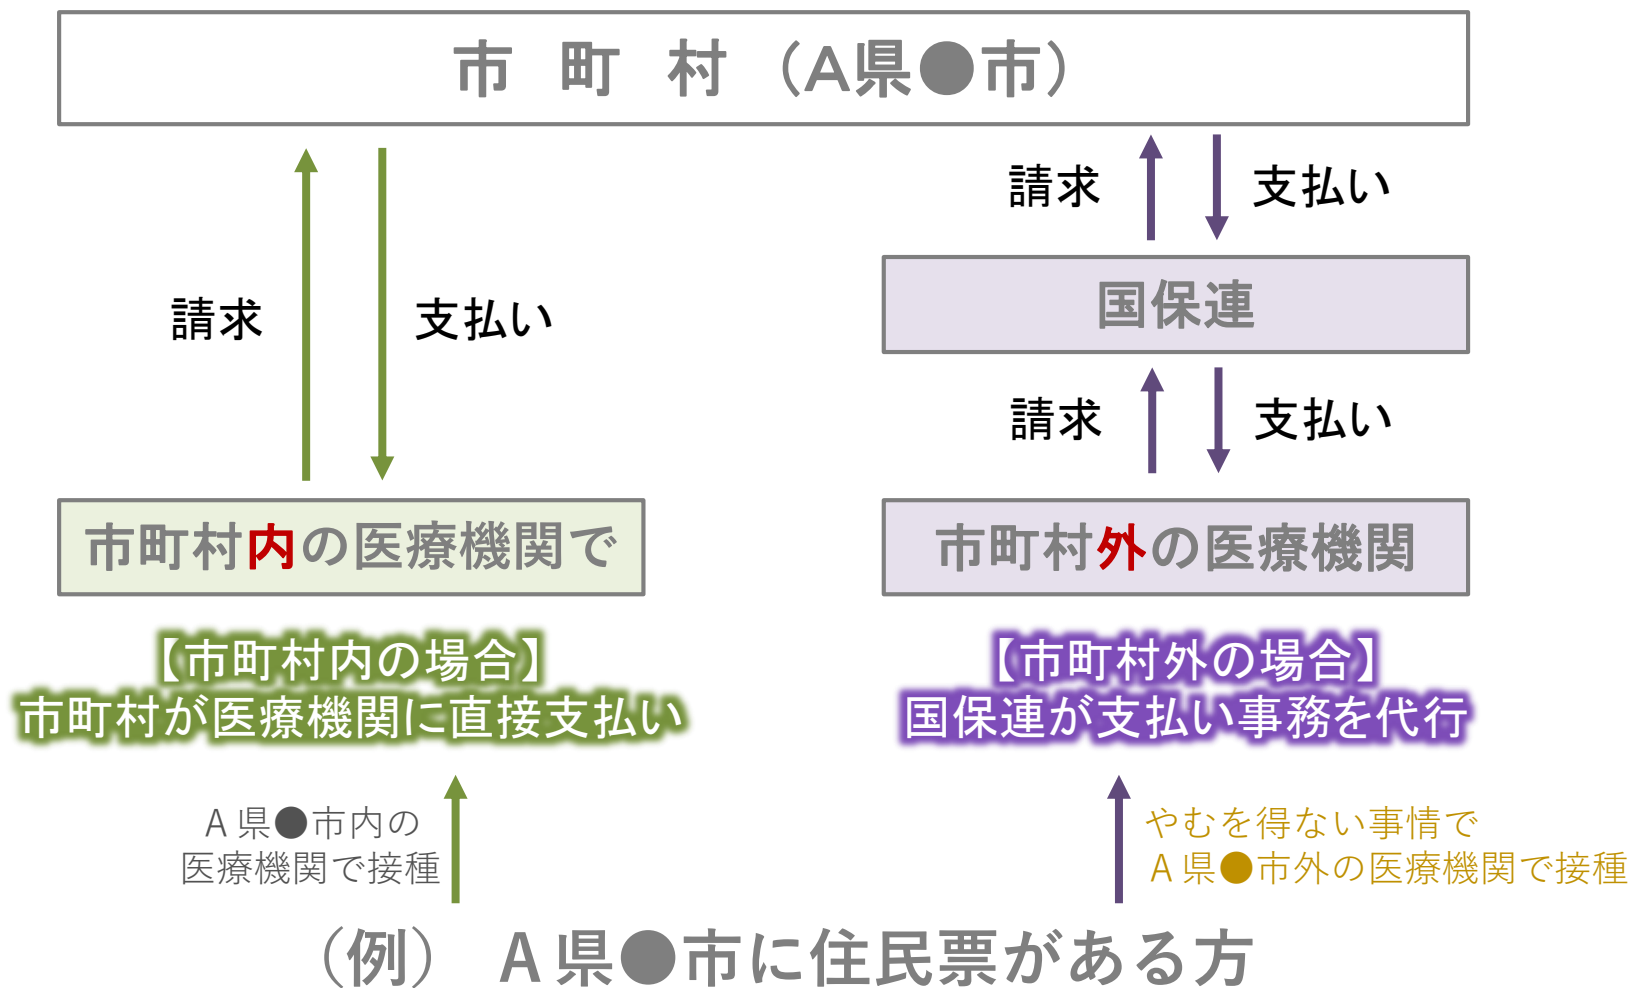 市　町　村　（A県●市）
請求
支払い
国保連
請求
支払い
請求
支払い
市町村内の医療機関で
市町村外の医療機関
【市町村内の場合】
市町村が医療機関に直接支払い
【市町村外の場合】
国保連が支払い事務を代行
A県●市内の
医療機関で接種
やむを得ない事情で
A県●市外の医療機関で接種
（例）　A県●市に住民票がある方